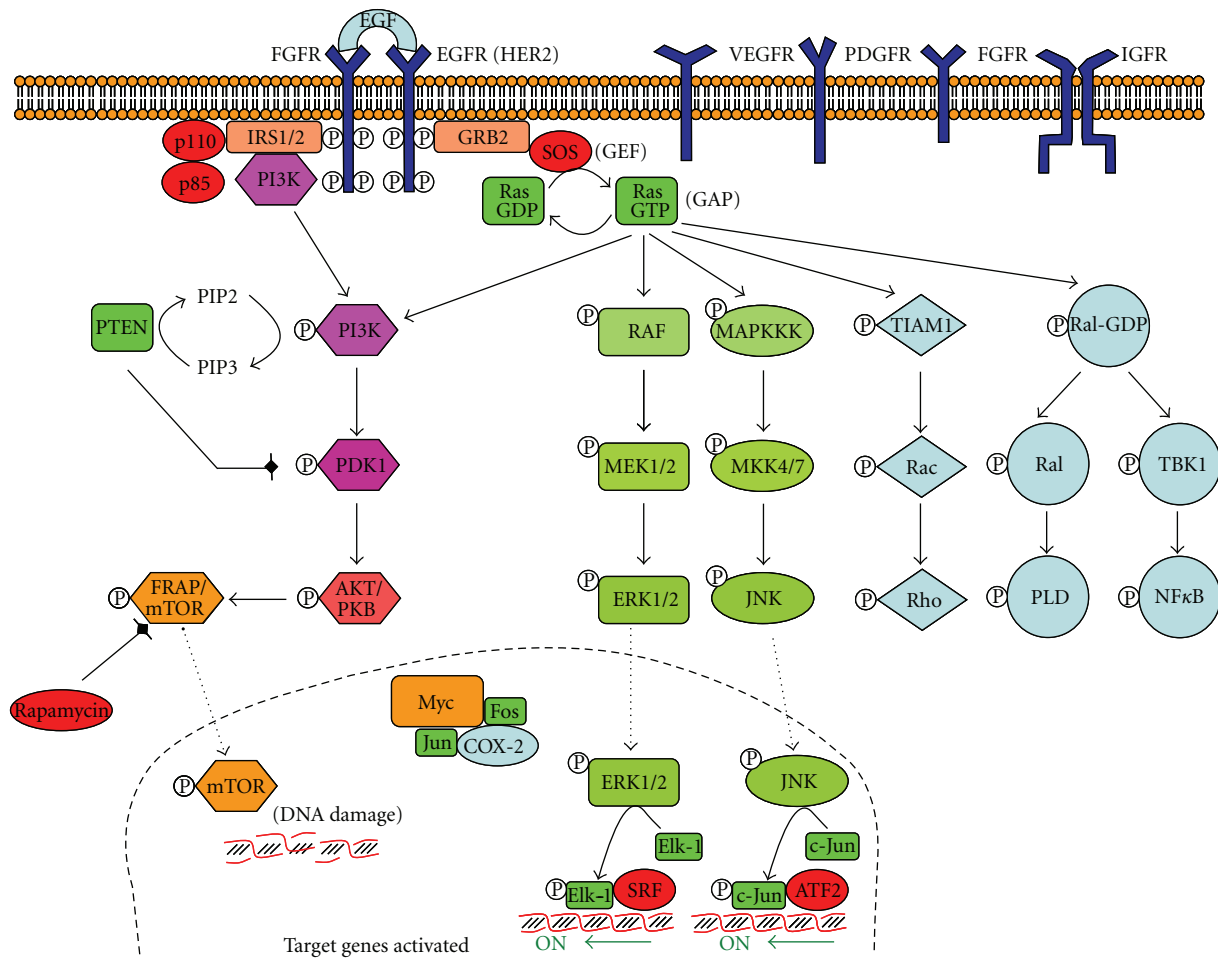 EGF
FGFR
EGFR (HER2)
VEGFR
PDGFR
FGFR
IGFR
p110
IRS1/2
P
P
P
P
GRB2
SOS
(GEF)
p85
PI3K
P
P
P
P
Ras
GDP
Ras
GTP
(GAP)
PTEN
PIP2
PIP3
P
PI3K
P
RAF
P
MAPKKK
P
TIAM1
P
Ral-GDP
P
PDK1
P
MEK1/2
P
MKK4/7
P
Rac
P
Ral
P
TBK1
P
FRAP/
mTOR
P
AKT/
PKB
P
ERK1/2
P
JNK
P
Rho
P
PLD
P
NFκB
Rapamycin
Myc
Fos
Jun
COX-2
P
mTOR
(DNA damage)
P
ERK1/2
P
JNK
Elk-1
c-Jun
P
Elk-1
SRF
P
c-Jun
ATF2
Target genes activated
ON
ON